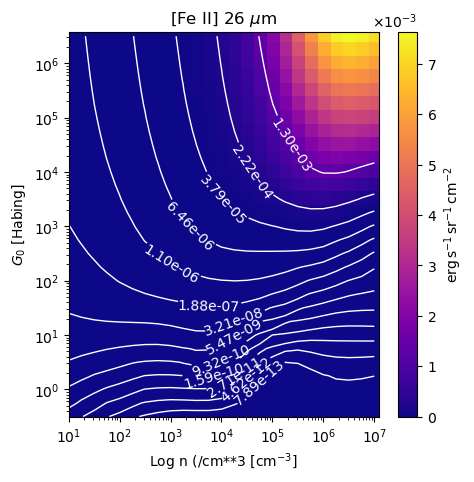 [Fe II] 26 μm
×10⁻³
G₀ [Habing]
10⁶
10⁵
10⁴
10³
10²
10¹
10⁰
1.30e-03
2.22e-04
3.79e-05
6.46e-06
1.10e-06
1.88e-07
3.21e-08
5.47e-09
9.32e-10
1.59e-10
7.89e-13
10¹ 10² 10³ 10⁴ 10⁵ 10⁶ 10⁷
Log n (/cm**3 [cm⁻³]
7
6
5
4
3
2
1
0
erg s⁻¹ sr⁻¹ cm⁻²